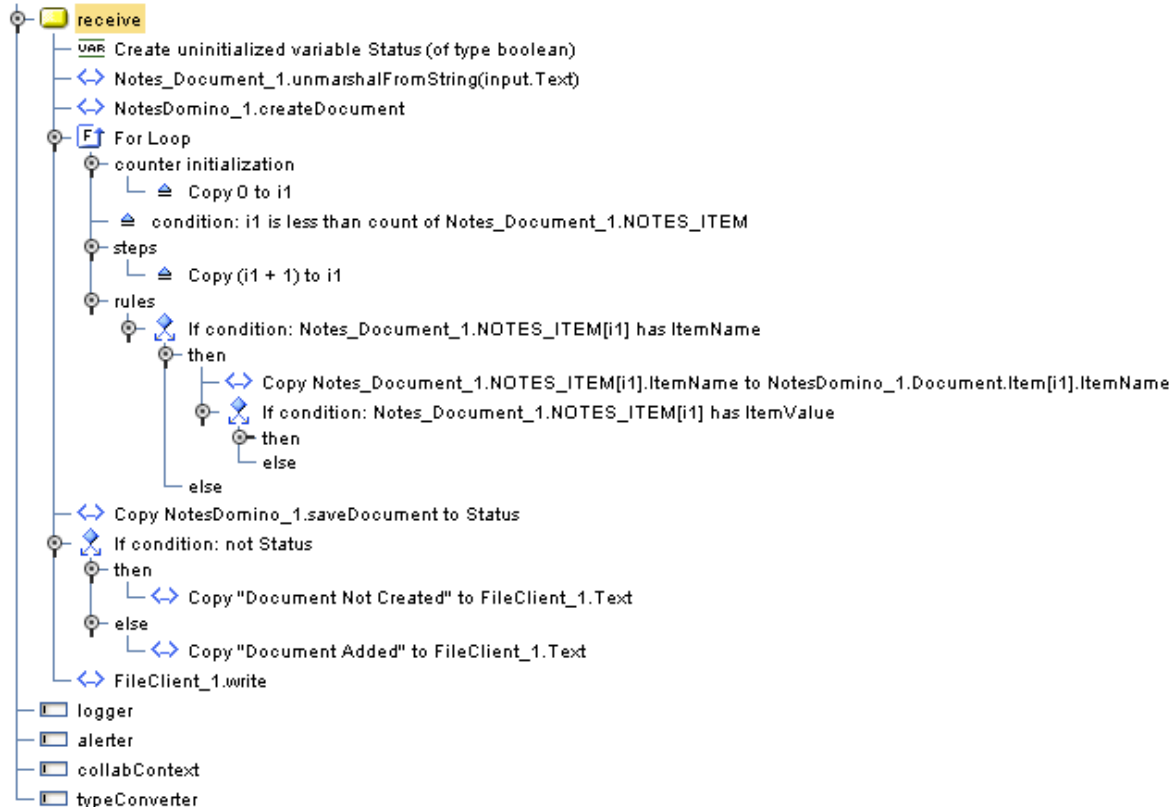 receive
VAR Create uninitialized variable Status (of type boolean)
Notes_Document_1.unmarshalFromString(input.Text)
NotesDomino_1.createDocument
F For Loop
counter initialization
Copy 0 to i1
condition: i1 is less than count of Notes_Document_1.NOTES_ITEM
steps
Copy (i1 + 1) to i1
rules
If condition: Notes_Document_1.NOTES_ITEM[i1] has ItemName
then
Copy Notes_Document_1.NOTES_ITEM[i1].ItemName to NotesDomino_1.Document.Item[i1].ItemName
If condition: Notes_Document_1.NOTES_ITEM[i1] has ItemValue
then
else
else
Copy NotesDomino_1.saveDocument to Status
If condition: not Status
then
Copy "Document Not Created" to FileClient_1.Text
else
Copy "Document Added" to FileClient_1.Text
FileClient_1.write
logger
alerter
collabContext
typeConverter